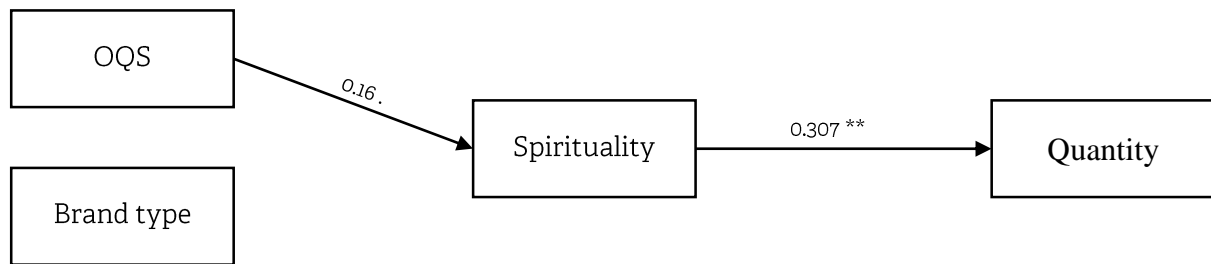 OQS
0.16 .
Spirituality
0.307 **
Quantity
Brand type